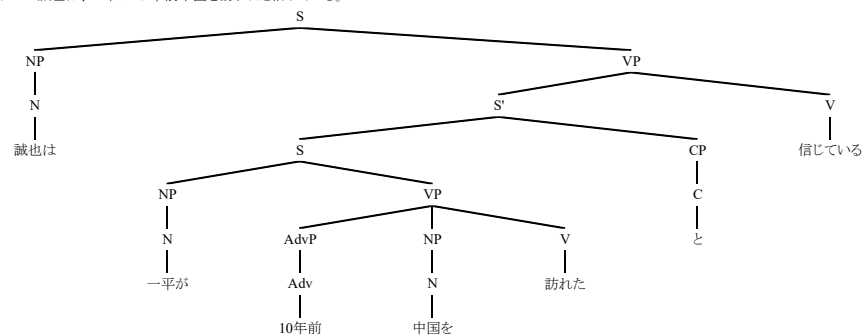 S
NP VP
N S' V
誠也は S CP 信じている
NP VP C
N AdvP NP V と
一平が Adv N 訪れた
10年前 中国を